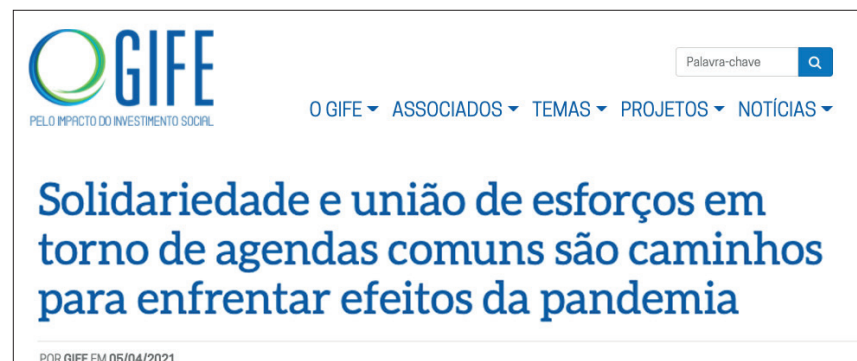 GIFE
PELO IMPACTO DO INVESTIMENTO SOCIAL
Palavra-chave
O GIFE ASSOCIADOS TEMAS PROJETOS NOTÍCIAS
Solidariedade e união de esforços em
torno de agendas comuns são caminhos
para enfrentar efeitos da pandemia
POR GIFE EM 05/04/2021